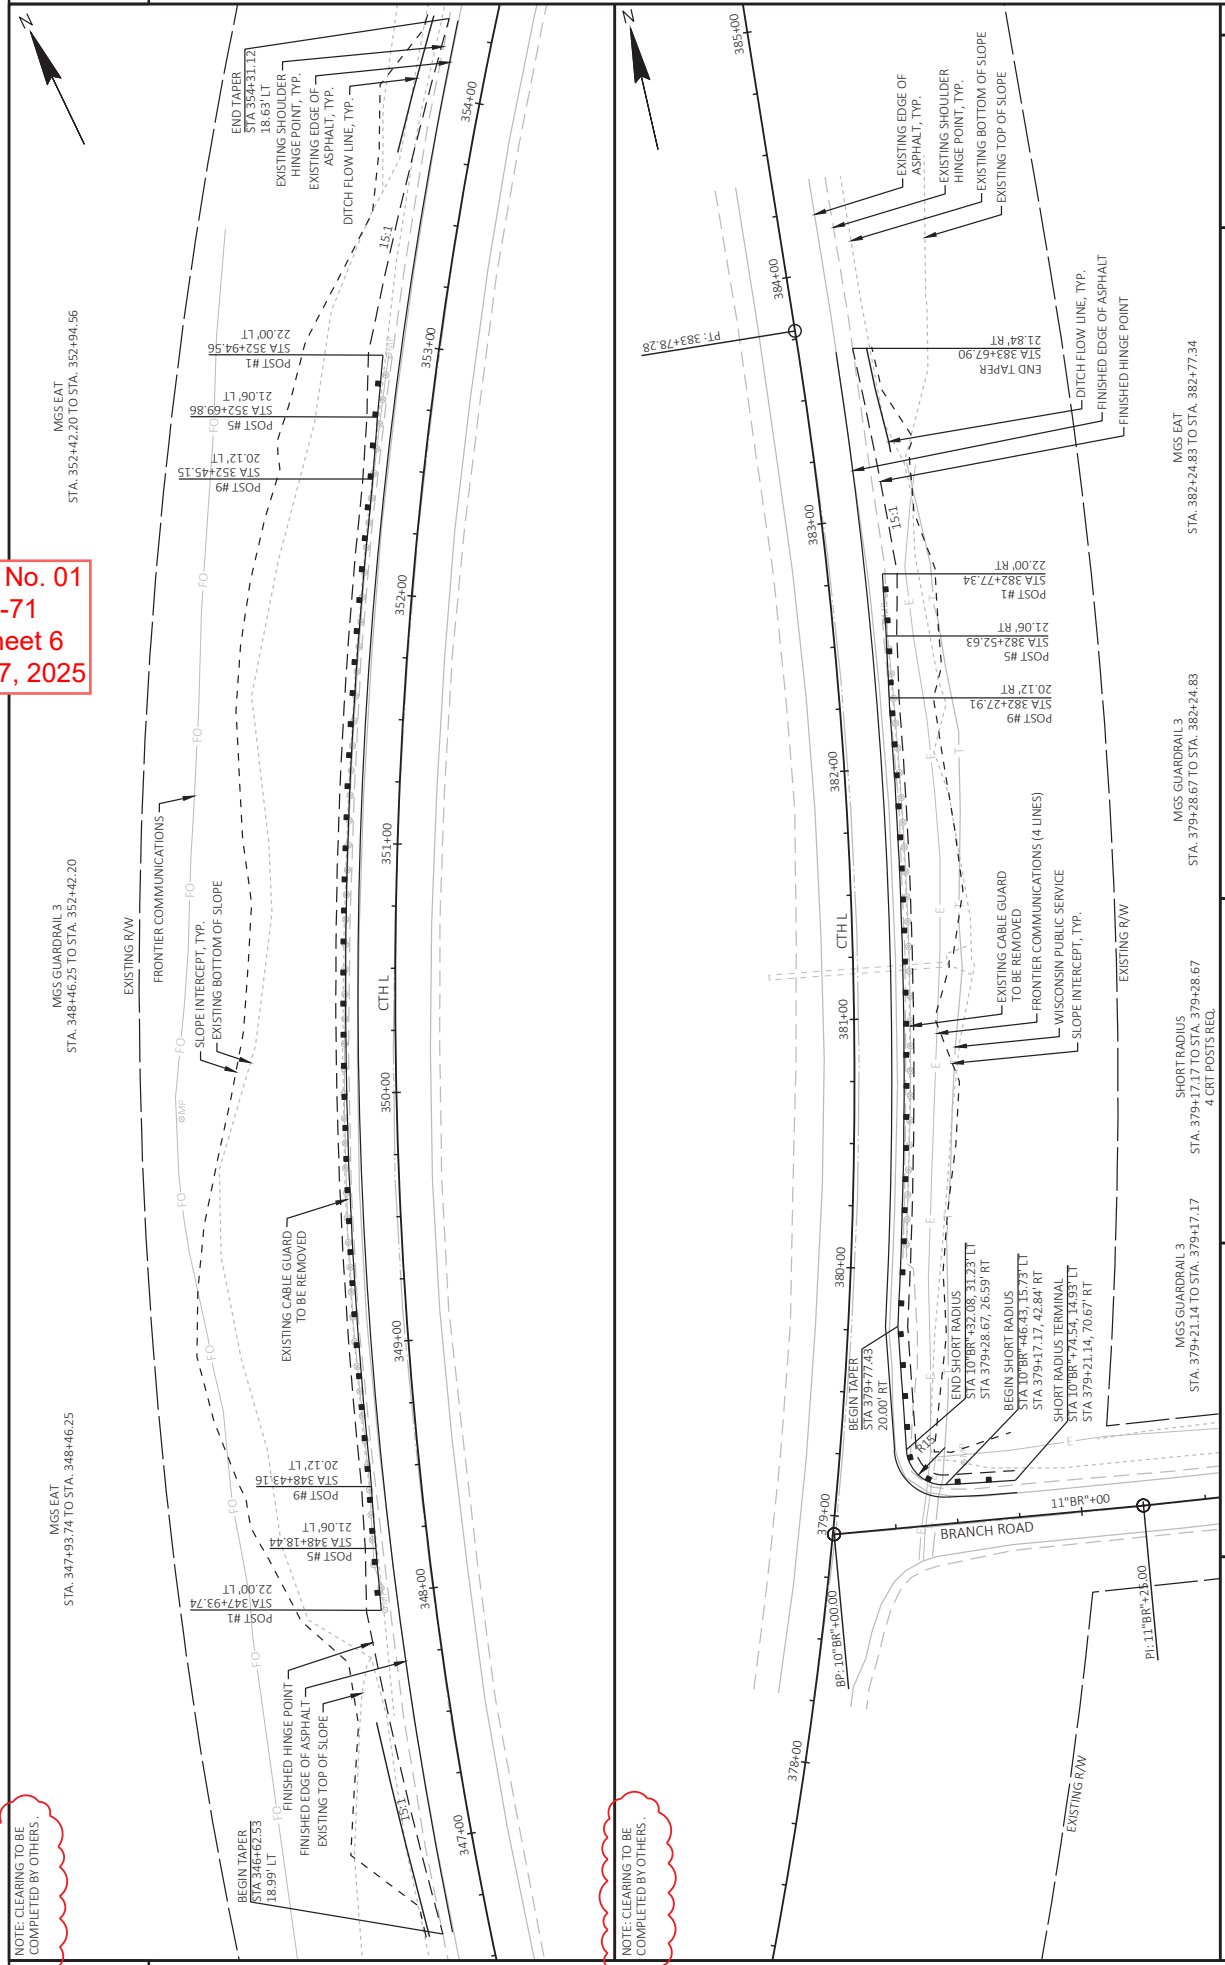 No. 01
-71
heet 6
7, 2025
NOTE: CLEARING TO BE
COMPLETED BY OTHERS.
MGS EAT
STA. 347+93.74 TO STA. 348+46.25
MGS GUARDRAIL 3
STA. 348+46.25 TO STA. 352+42.20
MGS EAT
STA. 352+42.20 TO STA. 352+94.56
N
EXISTING R/W
FRONTIER COMMUNICATIONS
SLOPE INTERCEPT, TYP.
EXISTING BOTTOM OF SLOPE
EXISTING CABLE GUARD
TO BE REMOVED
BEGIN TAPER
STA 346+62.53
18.99' LT
FINISHED HINGE POINT
FINISHED EDGE OF ASPHALT
EXISTING TOP OF SLOPE
15:1
POST #1
STA 347+93.74
22.00' LT
POST #5
STA 348+18.44
21.06' LT
POST #9
STA 348+43.16
20.12' LT
POST #9
STA 352+45.15
20.12' LT
POST #5
STA 352+69.86
21.06' LT
POST #1
STA 352+94.56
22.00' LT
15:1
END TAPER
STA 354+31.12
18.63' LT
EXISTING SHOULDER
HINGE POINT, TYP.
EXISTING EDGE OF
ASPHALT, TYP.
DITCH FLOW LINE, TYP.
FO
FO
FO
FO
FO
FO
FO
FO
FO
FO
FO
MP
MP
MP
CTH L
347+00
348+00
349+00
350+00
351+00
352+00
353+00
354+00
NOTE: CLEARING TO BE
COMPLETED BY OTHERS.
N
378+00
379+00
380+00
381+00
382+00
383+00
384+00
385+00
CTH L
PT: 383+78.28
BP: 10"BR"+00.00
PI: 11"BR"+25.00
11"BR"+00
BRANCH ROAD
EXISTING R/W
BEGIN TAPER
STA 379+77.43
20.00' RT
END SHORT RADIUS
STA 10"BR"+32.08, 31.23' LT
STA 379+28.67, 26.59' RT
BEGIN SHORT RADIUS
STA 10"BR"+46.43, 15.73' LT
STA 379+17.17, 42.84' RT
SHORT RADIUS TERMINAL
STA 10"BR"+74.54, 14.93' LT
STA 379+21.14, 70.67' RT
R15
EXISTING CABLE GUARD
TO BE REMOVED
FRONTIER COMMUNICATIONS (4 LINES)
WISCONSIN PUBLIC SERVICE
SLOPE INTERCEPT, TYP.
EXISTING R/W
POST #9
STA 382+27.91
20.12' RT
POST #5
STA 382+52.63
21.06' RT
POST #1
STA 382+77.34
22.00' RT
15:1
END TAPER
STA 383+67.90
21.84' RT
DITCH FLOW LINE, TYP.
FINISHED EDGE OF ASPHALT
FINISHED HINGE POINT
EXISTING EDGE OF
ASPHALT, TYP.
EXISTING SHOULDER
HINGE POINT, TYP.
EXISTING BOTTOM OF SLOPE
EXISTING TOP OF SLOPE
E
E
E
E
E
E
T
T
T
MGS GUARDRAIL 3
STA. 379+21.14 TO STA. 379+17.17
SHORT RADIUS
STA. 379+17.17 TO STA. 379+28.67
4 CRT POSTS REQ.
MGS GUARDRAIL 3
STA. 379+28.67 TO STA. 382+24.83
MGS EAT
STA. 382+24.83 TO STA. 382+77.34